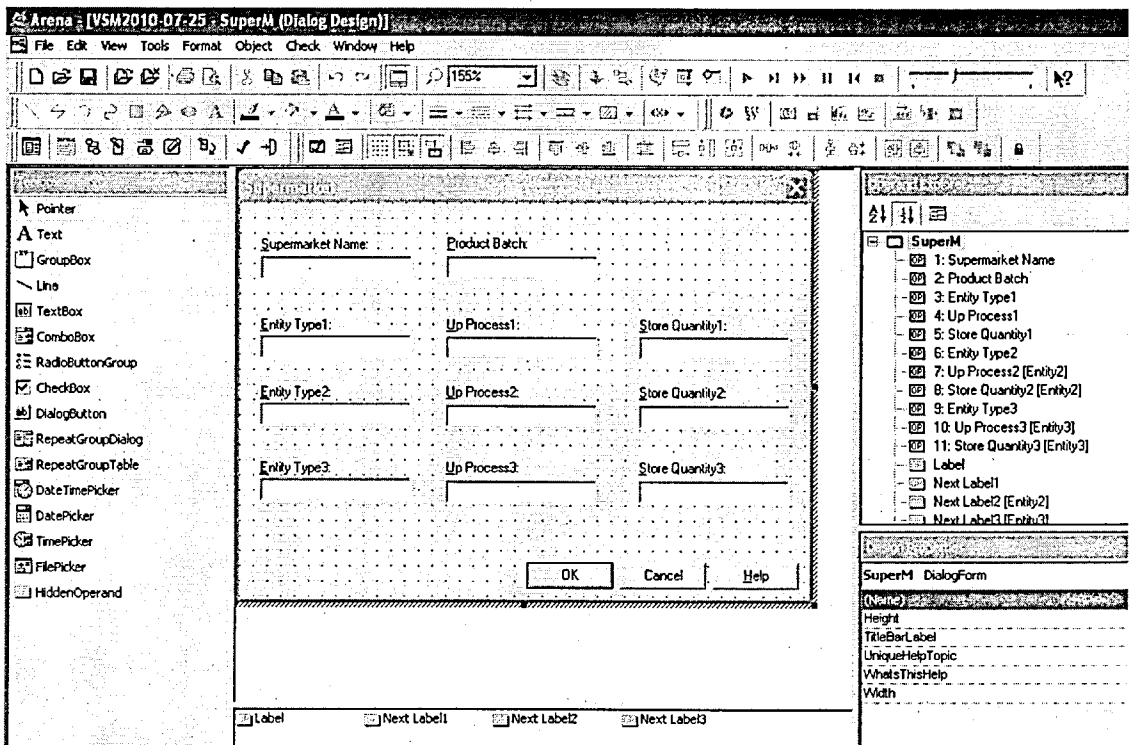 Arena - [VSM2010-07-25 - SuperM (Dialog Design)]
File Edit View Tools Format Object Check Window Help
155%
Pointer
A Text
GroupBox
Line
TextBox
ComboBox
RadioButtonGroup
CheckBox
DialogButton
RepeatGroupDialog
RepeatGroupTable
DateTimePicker
DatePicker
TimePicker
FilePicker
HiddenOperand
Supermarket Name:
Product Batch:
Entity Type1:
Up Process1:
Store Quantity1:
Entity Type2:
Up Process2:
Store Quantity2:
Entity Type3:
Up Process3:
Store Quantity3:
OK
Cancel
Help
Label
Next Label1
Next Label2
Next Label3
SuperM
1: Supermarket Name
2: Product Batch
3: Entity Type1
4: Up Process1
5: Store Quantity1
6: Entity Type2
7: Up Process2 [Entity2]
8: Store Quantity2 [Entity2]
9: Entity Type3
10: Up Process3 [Entity3]
11: Store Quantity3 [Entity3]
Label
Next Label1
Next Label2 [Entity2]
Next Label3 [Entity3]
SuperM DialogForm
(Name)
Height
TitleBarLabel
UniqueHelpTopic
WhatsThisHelp
Width